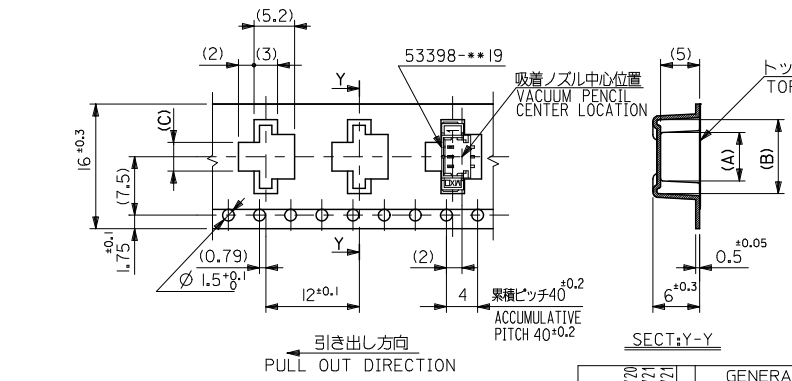 (5.2)
(2)
(3)
53398-**19
(5)
吸着ノズル中心位置
VACUUM PENCIL
CENTER LOCATION
Y
(C)
16±0.3
(7.5)
(A)
(B)
1.75±0.1
Y
(0.79)
(2)
0.5±0.05
Ø 1.5+0.1 0
12±0.1
4
累積ピッチ40±0.2
ACCUMULATIVE
PITCH 40±0.2
6±0.3
引き出し方向
PULL OUT DIRECTION
SECT:Y-Y